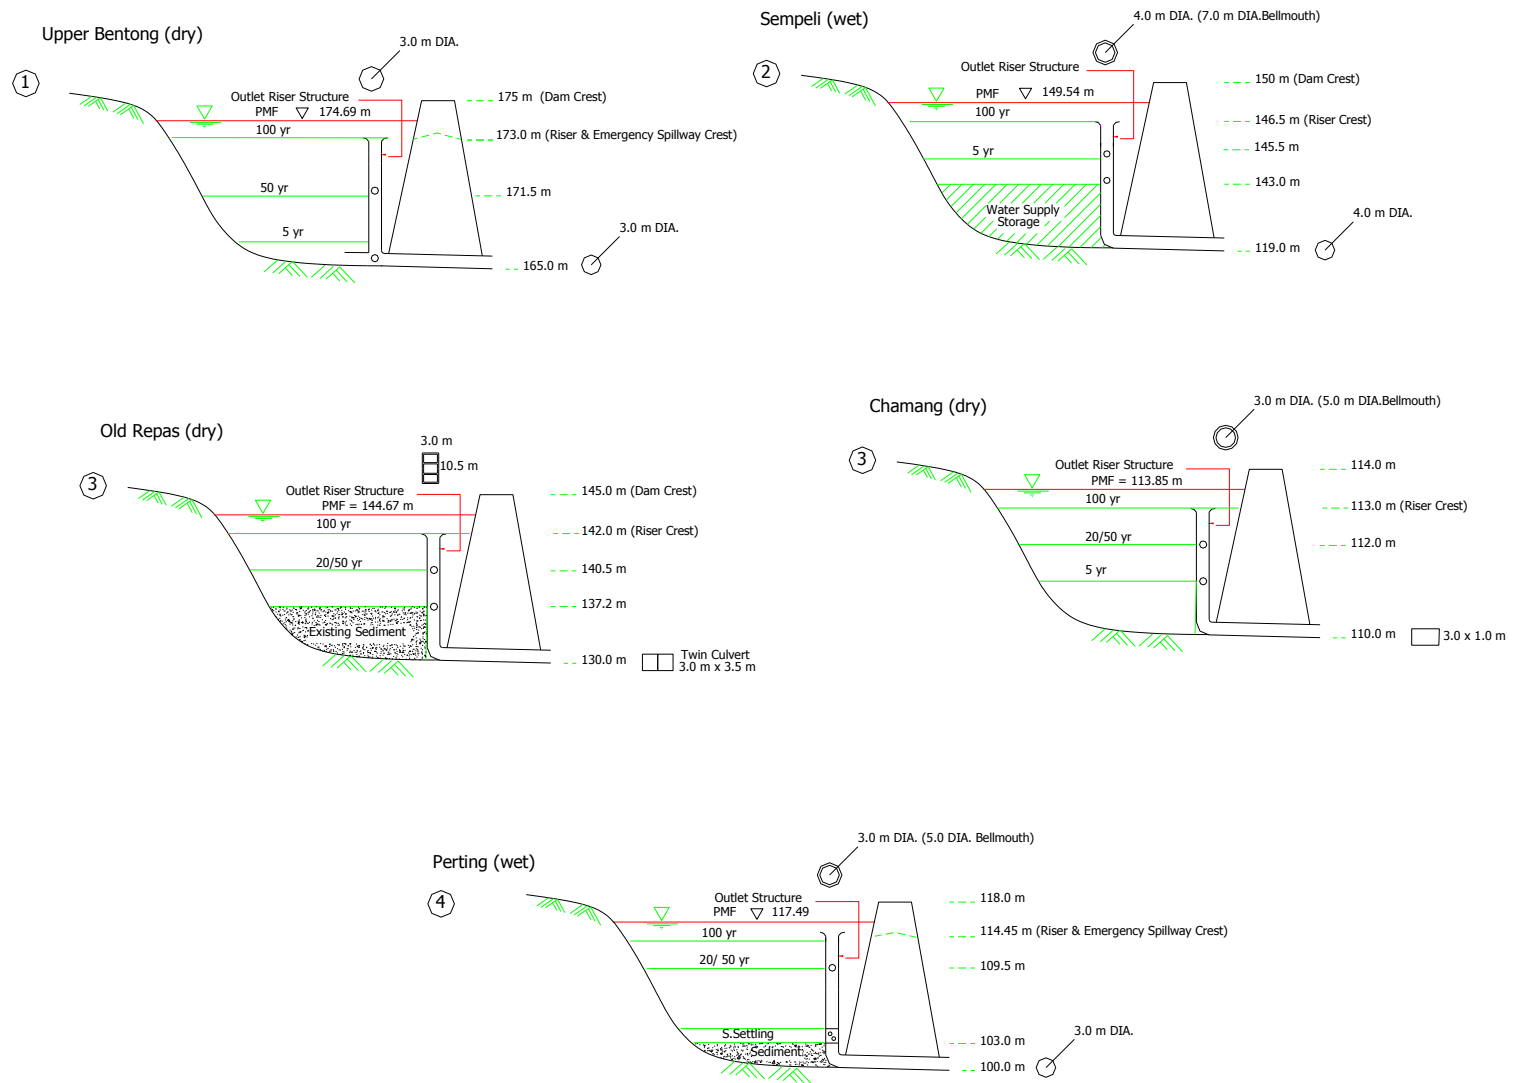 Upper Bentong (dry)
1
3.0 m DIA.
Outlet Riser Structure
PMF 174.69 m
100 yr
50 yr
5 yr
175 m (Dam Crest)
173.0 m (Riser & Emergency Spillway Crest)
171.5 m
165.0 m
3.0 m DIA.
Sempeli (wet)
2
4.0 m DIA. (7.0 m DIA.Bellmouth)
Outlet Riser Structure
PMF 149.54 m
100 yr
5 yr
Water Supply
Storage
150 m (Dam Crest)
146.5 m (Riser Crest)
145.5 m
143.0 m
119.0 m
4.0 m DIA.
Old Repas (dry)
3
3.0 m
10.5 m
Outlet Riser Structure
PMF = 144.67 m
100 yr
20/50 yr
Existing Sediment
145.0 m (Dam Crest)
142.0 m (Riser Crest)
140.5 m
137.2 m
130.0 m
Twin Culvert
3.0 m x 3.5 m
Chamang (dry)
3
3.0 m DIA. (5.0 m DIA.Bellmouth)
Outlet Riser Structure
PMF = 113.85 m
100 yr
20/50 yr
5 yr
114.0 m
113.0 m (Riser Crest)
112.0 m
110.0 m
3.0 x 1.0 m
Perting (wet)
4
3.0 m DIA. (5.0 DIA. Bellmouth)
Outlet Structure
PMF 117.49
100 yr
20/ 50 yr
S.Settling
Sediment
118.0 m
114.45 m (Riser & Emergency Spillway Crest)
109.5 m
103.0 m
100.0 m
3.0 m DIA.